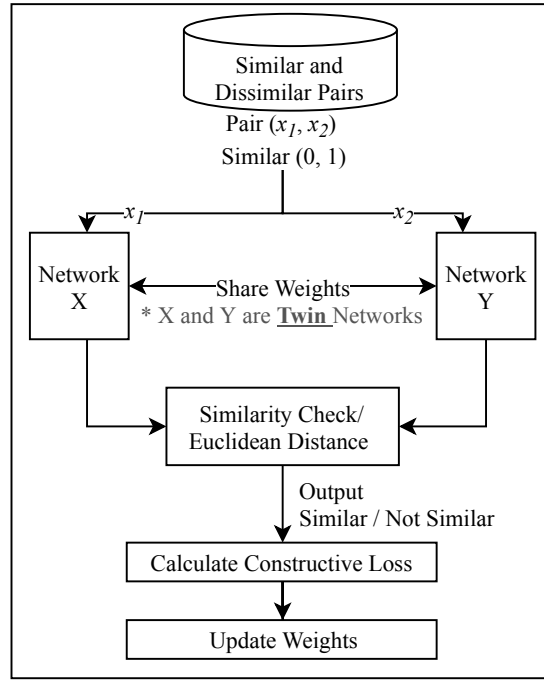 Similar and
Dissimilar Pairs
Pair (x1, x2)
Similar (0, 1)
x1
x2
Network
X
Network
Y
Share Weights
* X and Y are Twin Networks
Similarity Check/
Euclidean Distance
Output
Similar / Not Similar
Calculate Constructive Loss
Update Weights